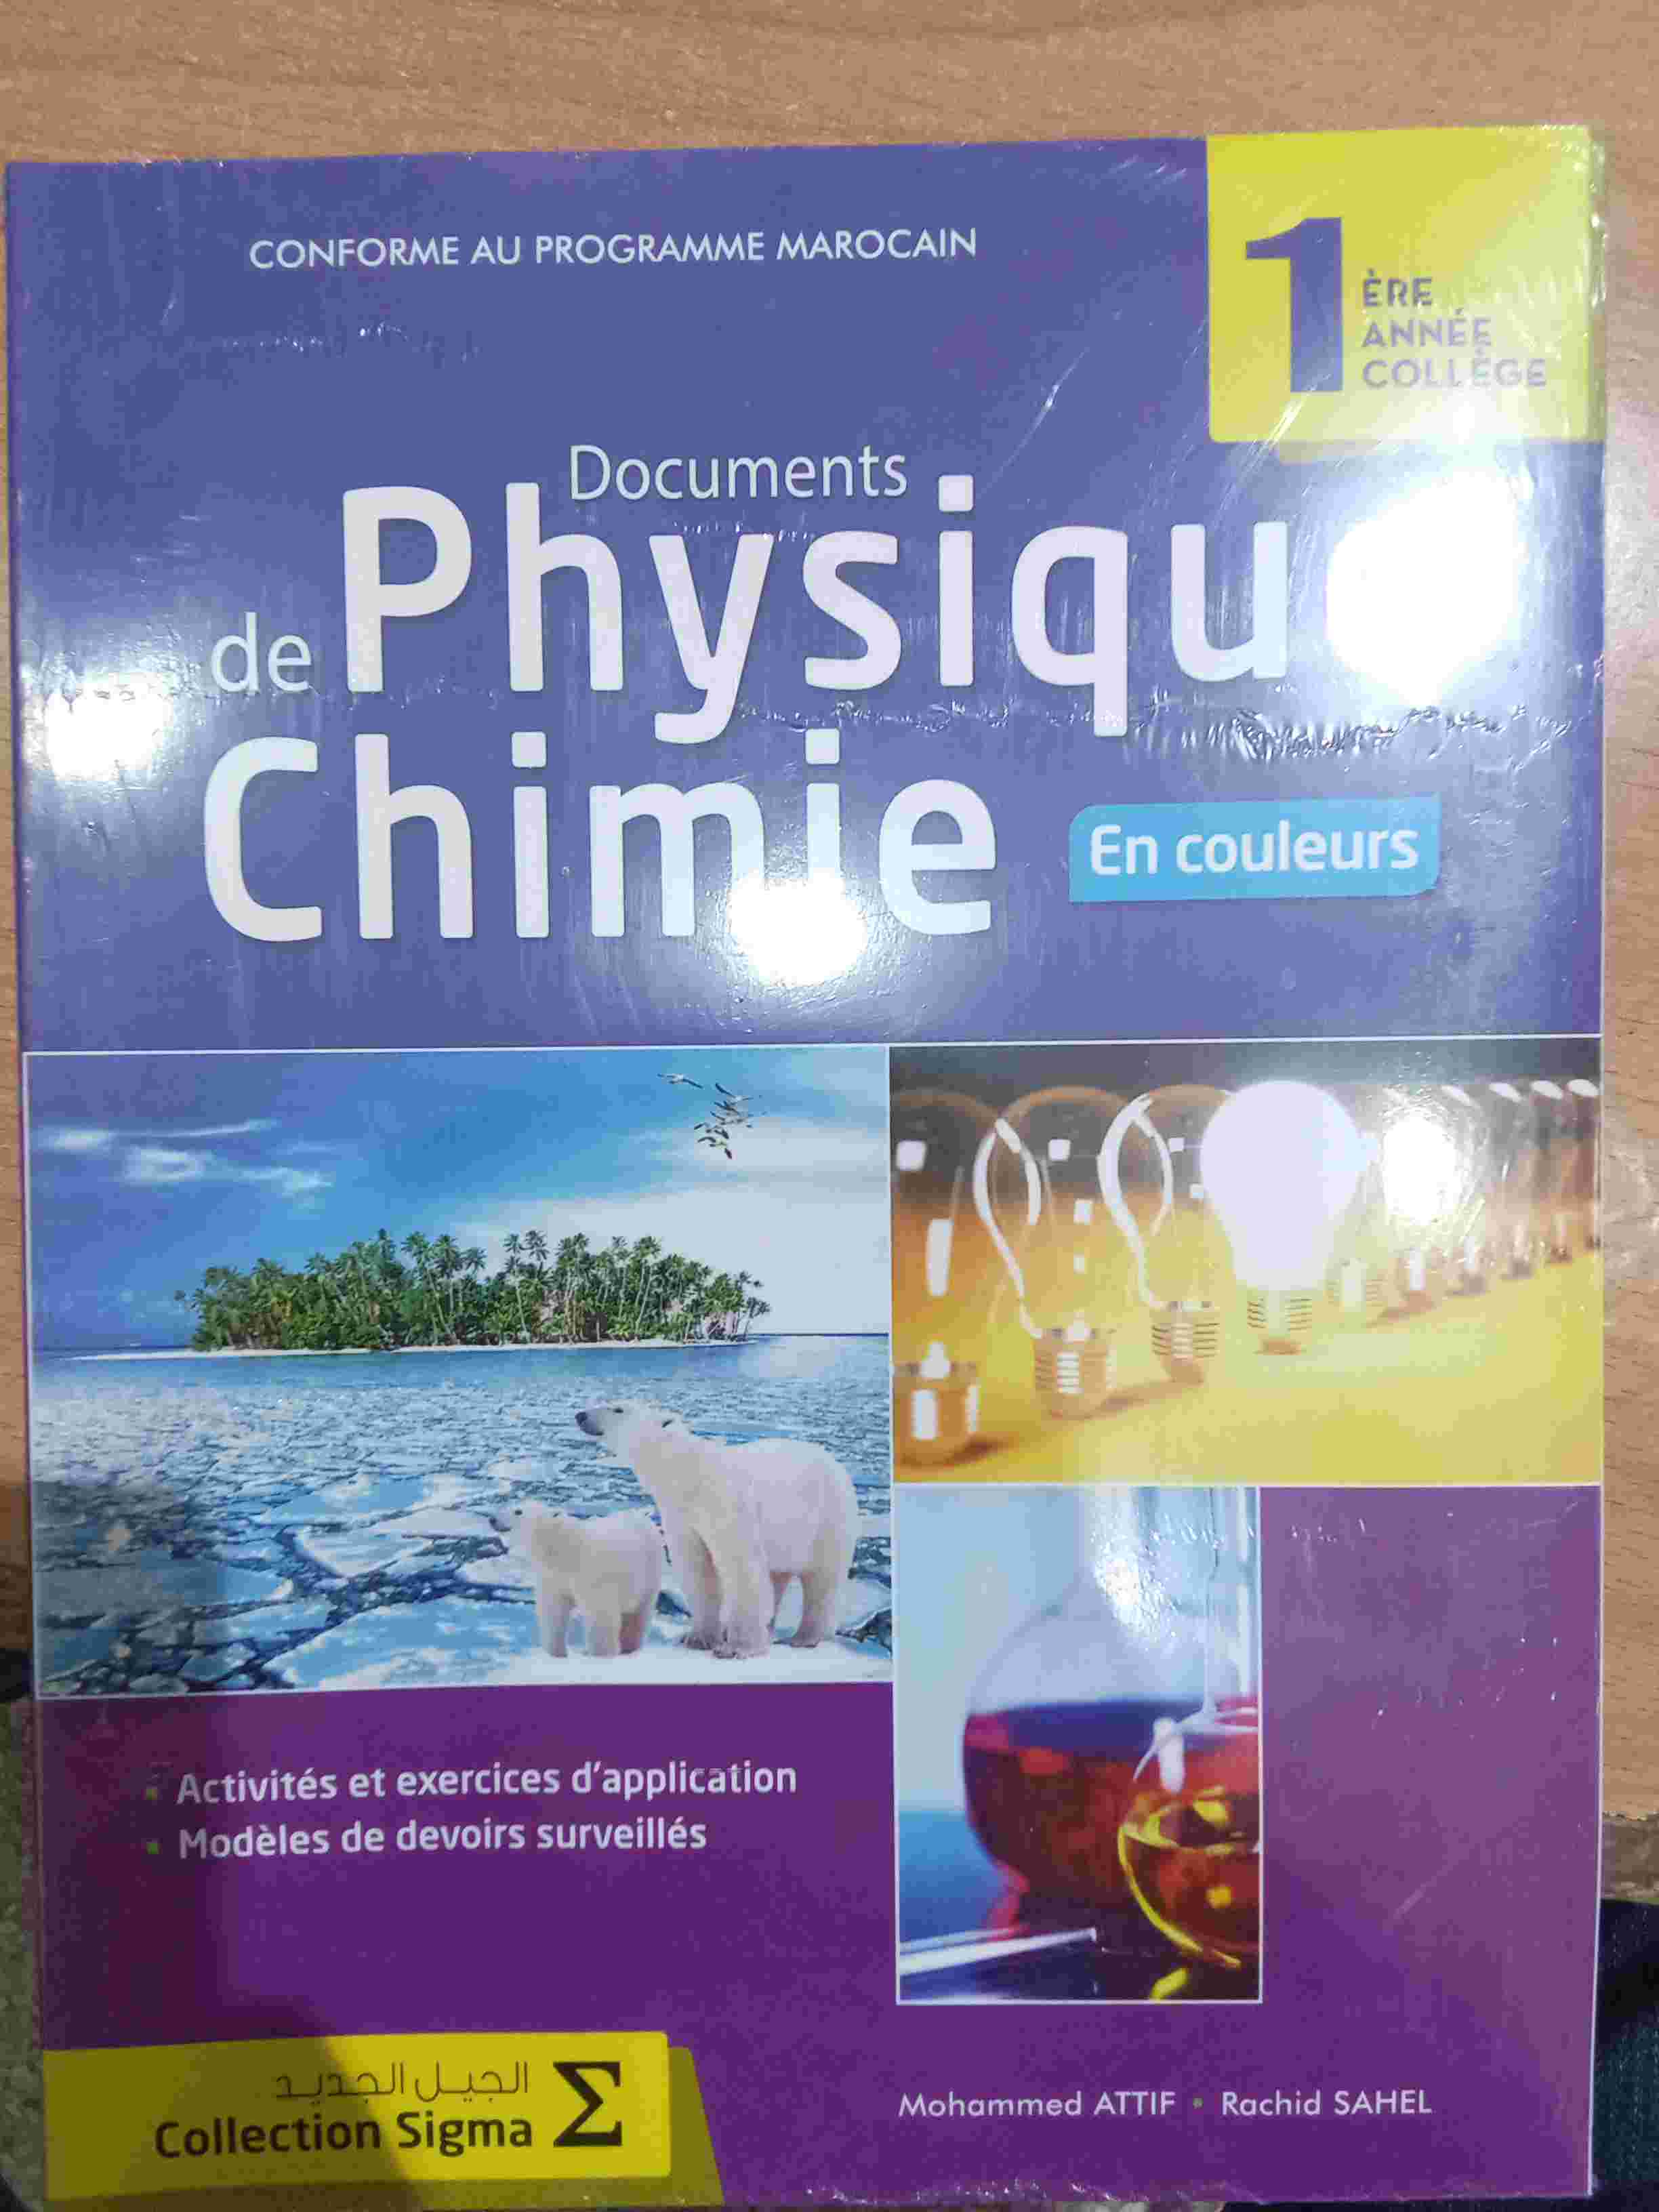 CONFORME AU PROGRAMME MAROCAIN
1
ÈRE
ANNÉE
COLLÈGE
Documents
de Physiqu
Chimie
En couleurs
Activités et exercices d'application
Modèles de devoirs surveillés
الجيل الجديد
Collection Sigma Σ
Mohammed ATTIF • Rachid SAHEL